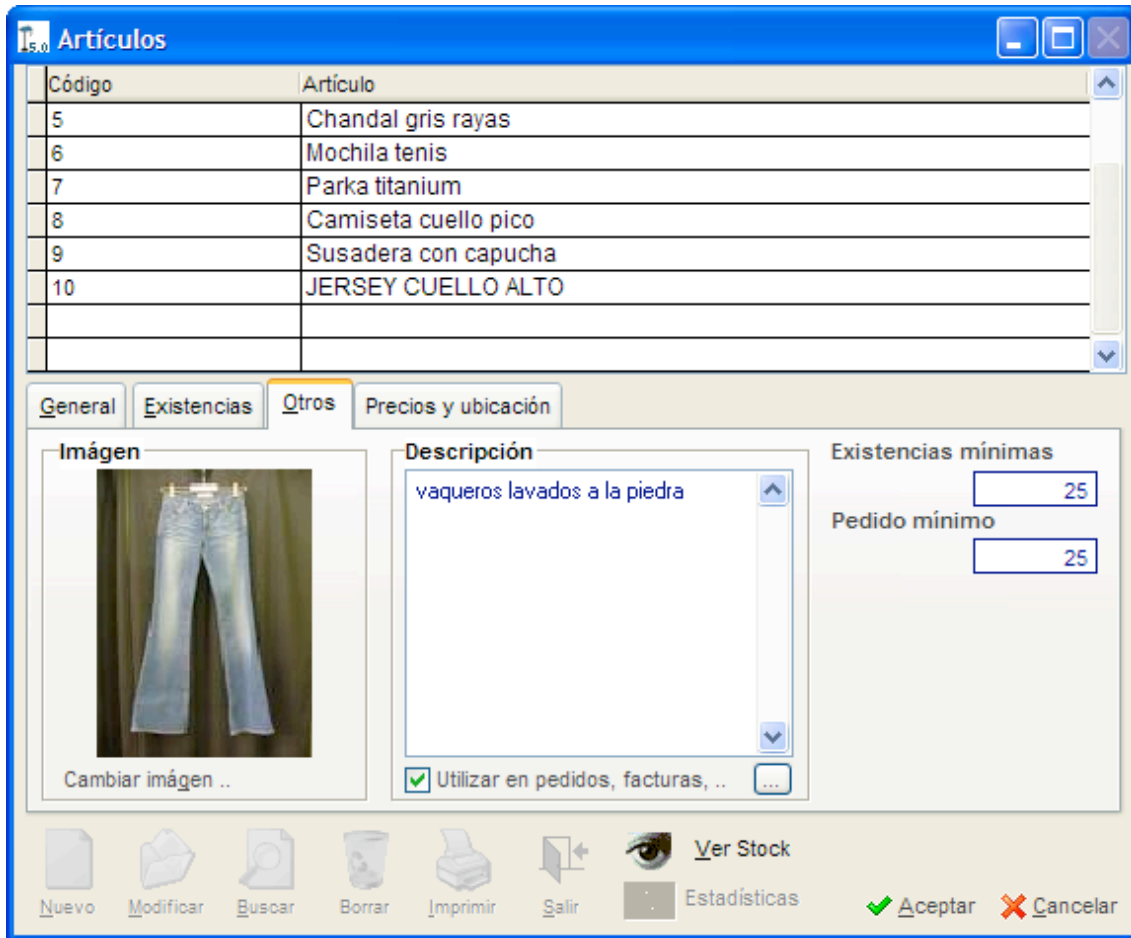 5.0 Artículos
Código Artículo
5 Chandal gris rayas
6 Mochila tenis
7 Parka titanium
8 Camiseta cuello pico
9 Susadera con capucha
10 JERSEY CUELLO ALTO
General Existencias Otros Precios y ubicación
Imágen
Cambiar imágen ..
Descripción
vaqueros lavados a la piedra
Utilizar en pedidos, facturas, .. ...
Existencias mínimas
25
Pedido mínimo
25
Nuevo Modificar Buscar Borrar Imprimir Salir
Ver Stock
Estadísticas
Aceptar Cancelar